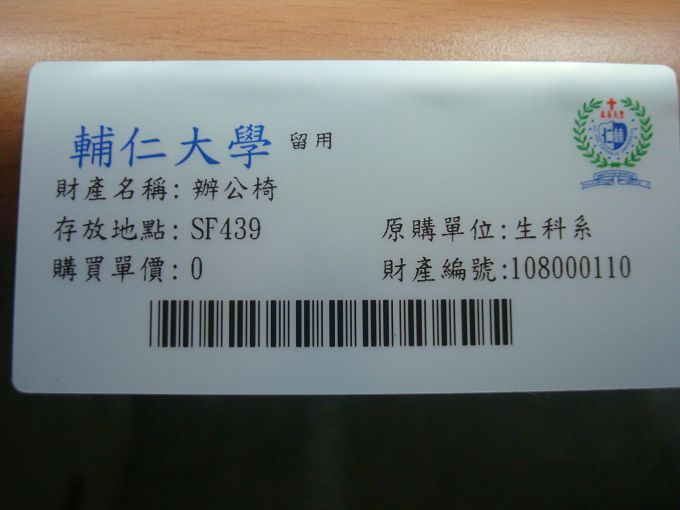 輔仁大學 留用
財產名稱: 辦公椅
存放地點: SF439 原購單位:生科系
購買單價: 0 財產編號:108000110